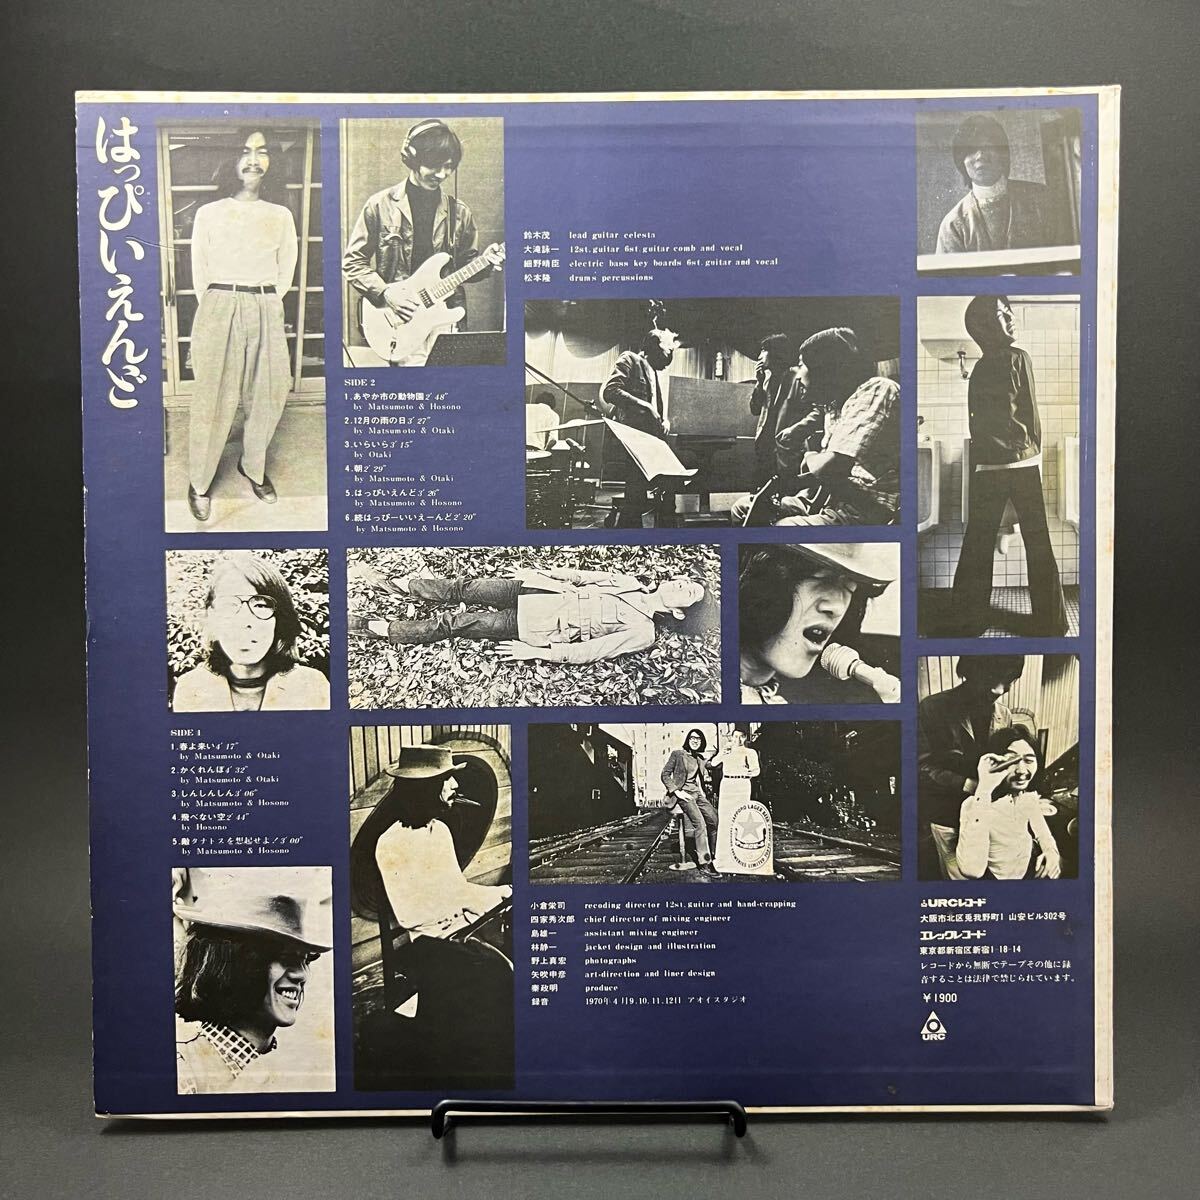 はっぴいえんど
鈴木茂 lead guitar celesta
大滝詠一 12st.guitar 6st.guitar comb and vocal
細野晴臣 electric bass key boards 6st.guitar and vocal
松本隆 drums percussions
SIDE 2
1.あやか市の動物園2′48″
by Matsumoto & Hosono
2.12月の雨の日3′27″
by Matsumoto & Otaki
3.いらいら3′15″
by Otaki
4.朝2′29″
by Matsumoto & Otaki
5.はっぴいえんど3′26″
by Matsumoto & Hosono
6.続はっぴーいいえーんど2′20″
by Matsumoto & Hosono
SIDE 1
1.春よ来い4′17″
by Matsumoto & Otaki
2.かくれんぼ4′32″
by Matsumoto & Otaki
3.しんしんしん3′06″
by Matsumoto & Hosono
4.飛べない空2′44″
by Hosono
5.敵タナトスを想起せよ!3′00″
by Matsumoto & Hosono
SAPPORO LAGER BEER
BREWERIES LIMITED
小倉栄司 recoding director 12st.guitar and hand-crapping
四家秀次郎 chief director of mixing engineer
島雄一 assistant mixing engineer
林静一 jacket design and illustration
野上眞宏 photographs
矢吹申彦 art-direction and liner design
秦政明 produce
録音 1970年4月9.10.11.12日 アオイスタジオ
URCレコード
大阪市北区兎我野町1 山安ビル302号
エレックレコード
東京都新宿区新宿1-18-14
レコードから無断でテープその他に録
音することは法律で禁じられています。
￥1900
URC